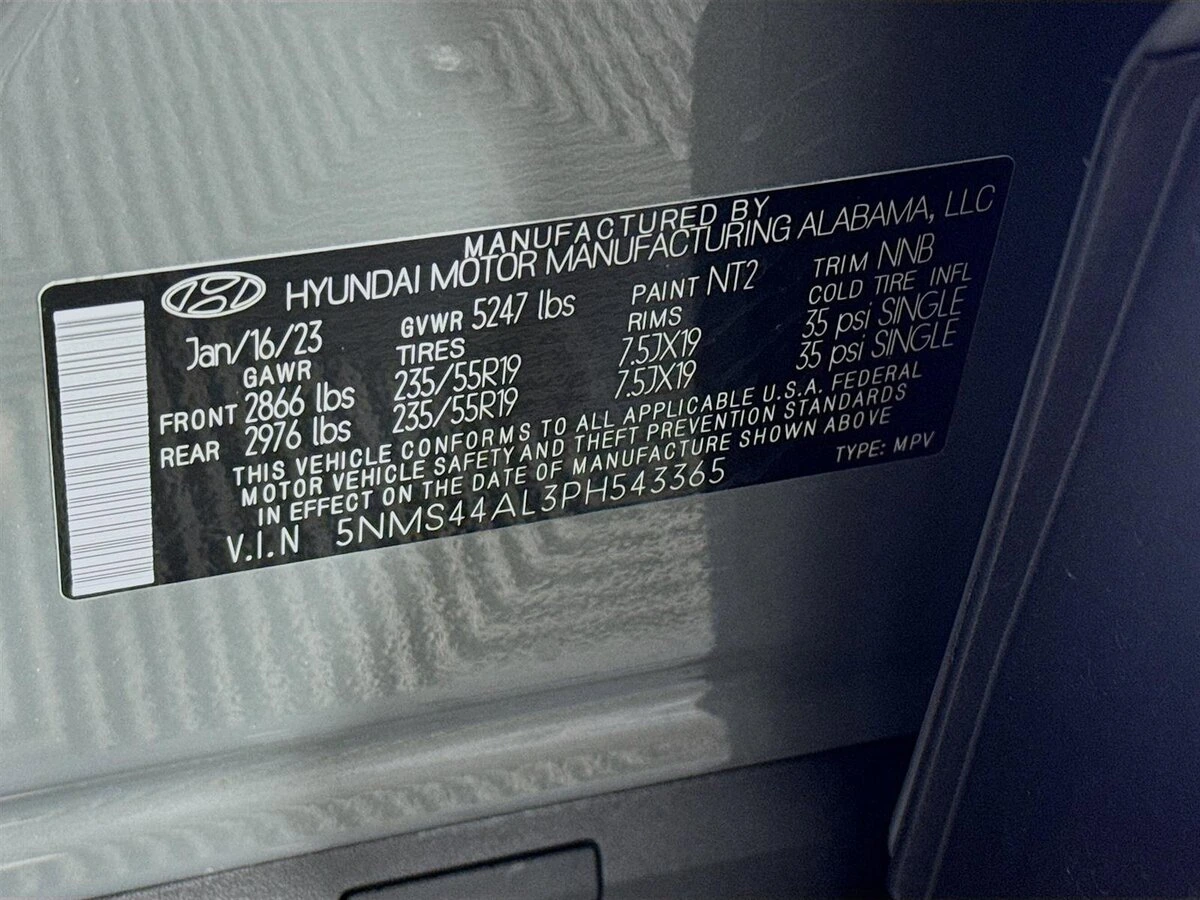 MANUFACTURED BY
HYUNDAI MOTOR MANUFACTURING ALABAMA, LLC
Jan/16/23 GVWR 5247 lbs PAINT NT2 TRIM NNB
GAWR TIRES RIMS COLD TIRE INFL
FRONT 2866 lbs 235/55R19 7.5JX19 35 psi SINGLE
REAR 2976 lbs 235/55R19 7.5JX19 35 psi SINGLE
THIS VEHICLE CONFORMS TO ALL APPLICABLE U.S.A. FEDERAL
MOTOR VEHICLE SAFETY AND THEFT PREVENTION STANDARDS
IN EFFECT ON THE DATE OF MANUFACTURE SHOWN ABOVE
V.I.N 5NMS44AL3PH543365 TYPE: MPV